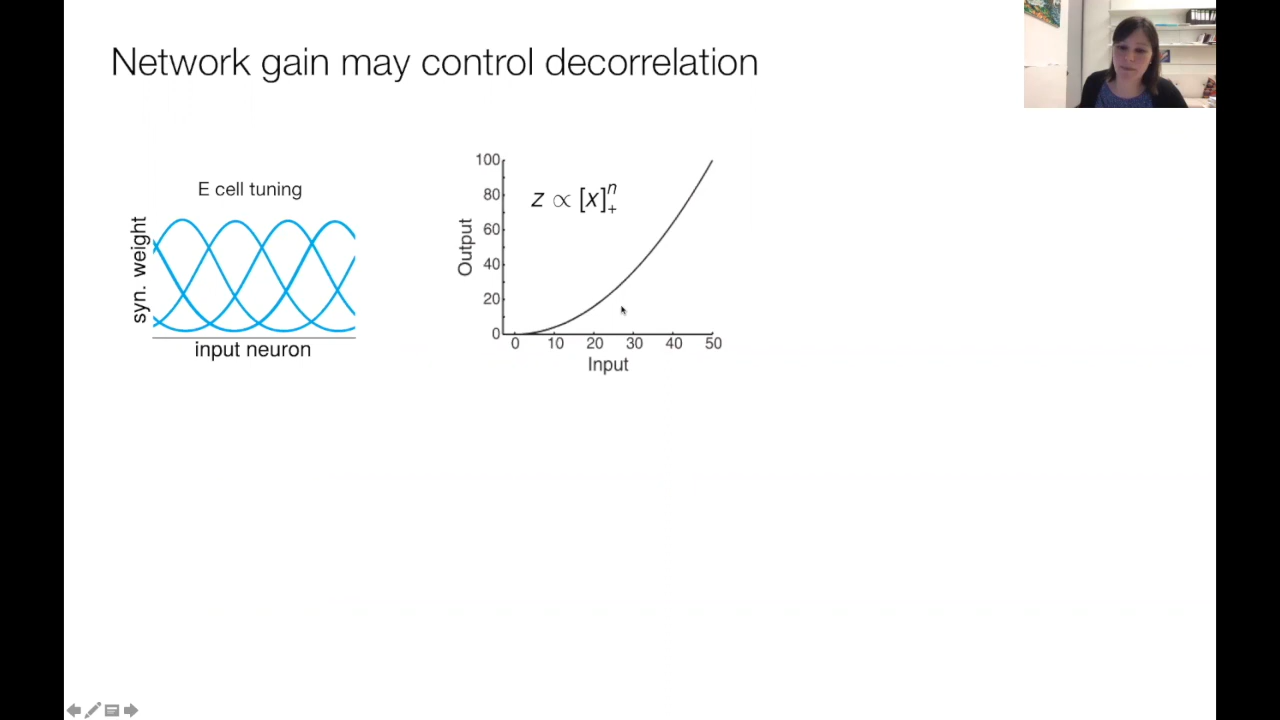 Network gain may control decorrelation
E cell tuning
syn. weight
input neuron
100
80
60
40
20
0
Output
z ∝ [x]₊ⁿ
0 10 20 30 40 50
Input